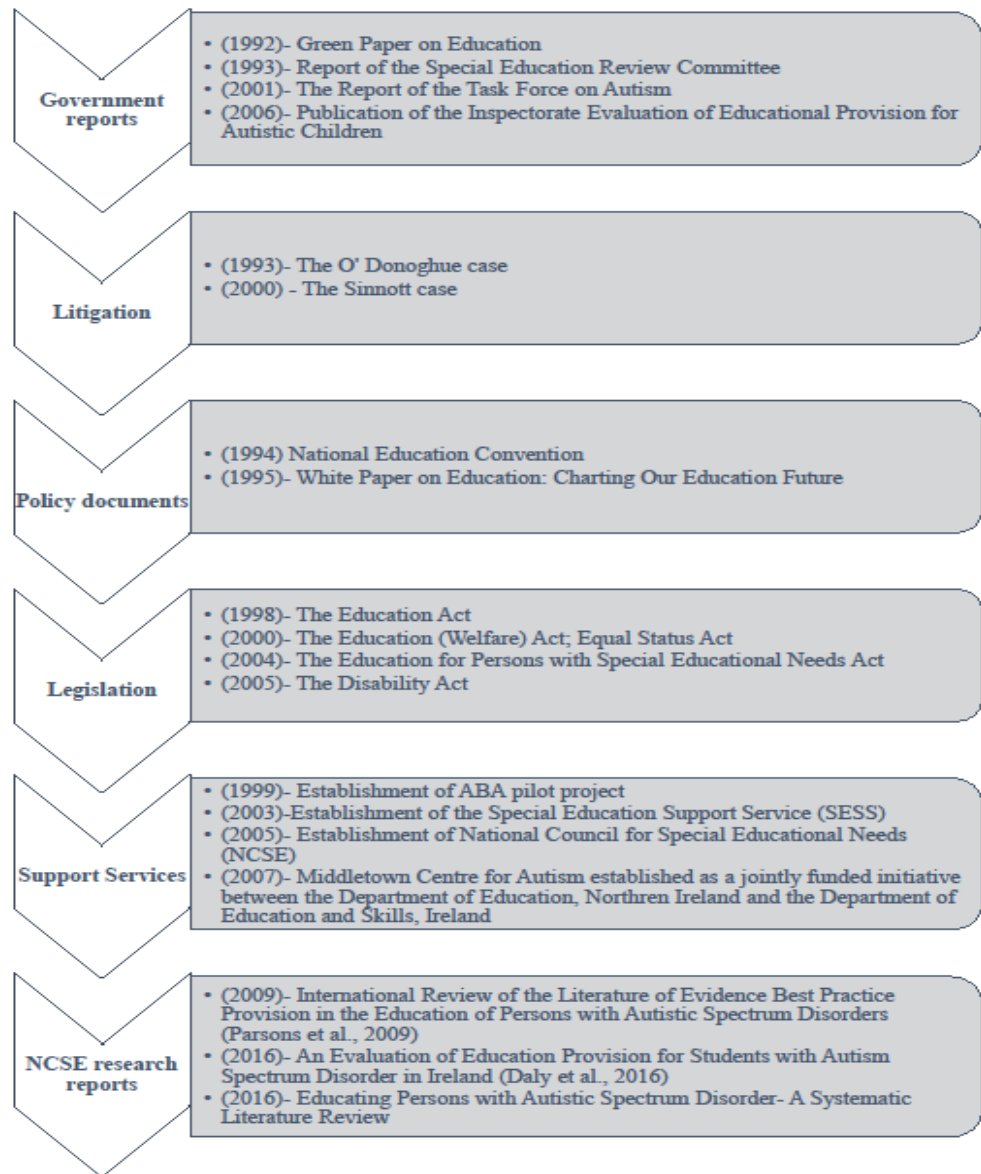 Government
reports
• (1992)- Green Paper on Education
• (1993)- Report of the Special Education Review Committee
• (2001)- The Report of the Task Force on Autism
• (2006)- Publication of the Inspectorate Evaluation of Educational Provision for
Autistic Children
Litigation
• (1993)- The O' Donoghue case
• (2000) - The Sinnott case
Policy documents
• (1994) National Education Convention
• (1995)- White Paper on Education: Charting Our Education Future
Legislation
• (1998)- The Education Act
• (2000)- The Education (Welfare) Act; Equal Status Act
• (2004)- The Education for Persons with Special Educational Needs Act
• (2005)- The Disability Act
Support Services
• (1999)- Establishment of ABA pilot project
• (2003)-Establishment of the Special Education Support Service (SESS)
• (2005)- Establishment of National Council for Special Educational Needs
(NCSE)
• (2007)- Middletown Centre for Autism established as a jointly funded initiative
between the Department of Education, Northren Ireland and the Department of
Education and Skills, Ireland
NCSE research
reports
• (2009)- International Review of the Literature of Evidence Best Practice
Provision in the Education of Persons with Autistic Spectrum Disorders
(Parsons et al., 2009)
• (2016)- An Evaluation of Education Provision for Students with Autism
Spectrum Disorder in Ireland (Daly et al., 2016)
• (2016)- Educating Persons with Autistic Spectrum Disorder- A Systematic
Literature Review